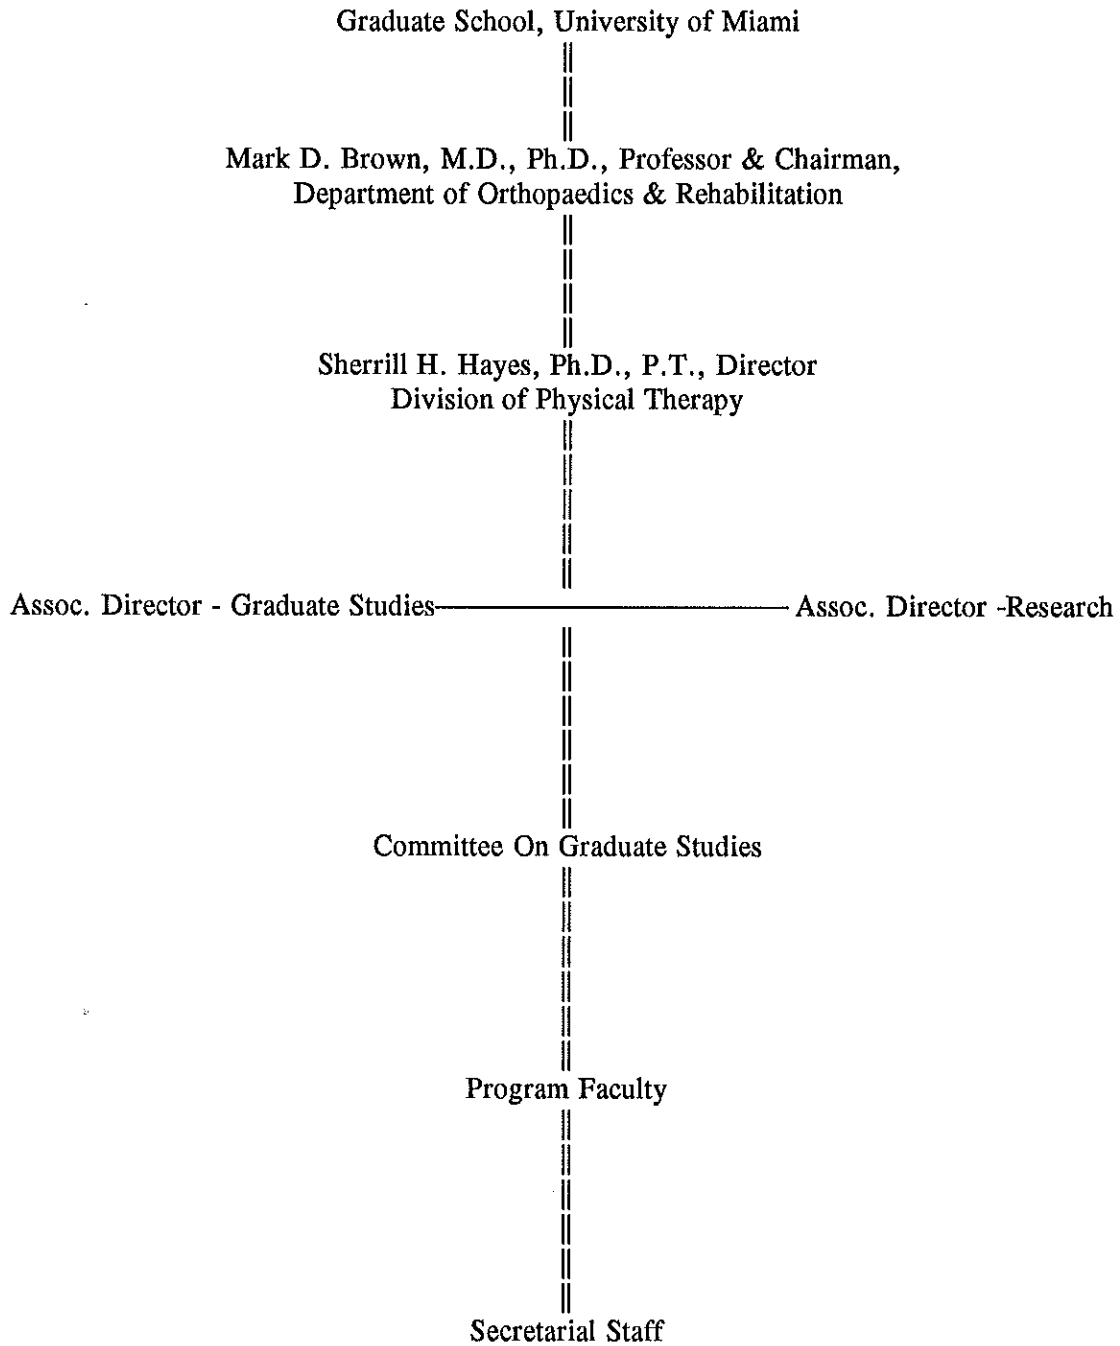 Graduate School, University of Miami
Mark D. Brown, M.D., Ph.D., Professor & Chairman,
Department of Orthopaedics & Rehabilitation
Sherrill H. Hayes, Ph.D., P.T., Director
Division of Physical Therapy
Assoc. Director - Graduate Studies Assoc. Director -Research
Committee On Graduate Studies
Program Faculty
Secretarial Staff